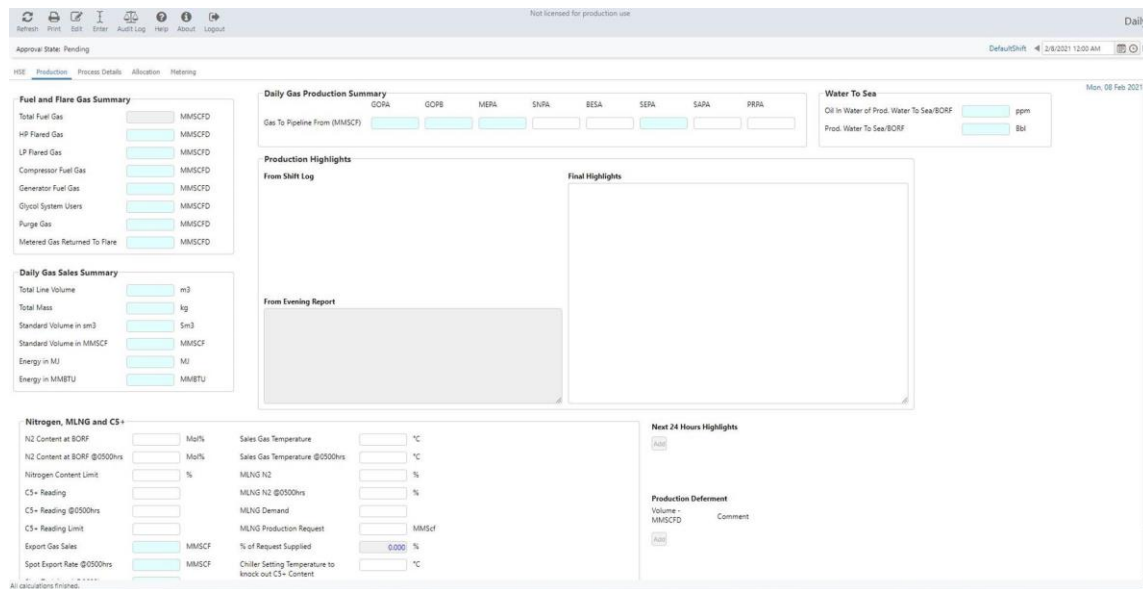 Not licensed for production use
Refresh Print Edit Enter Audit Log Help About Logout
Daily
Approval State: Pending
DefaultShift 2/8/2021 12:00 AM
HSE Production Process Details Allocation Metering
Mon, 08 Feb 2021
Fuel and Flare Gas Summary
Total Fuel Gas MMSCFD
HP Flared Gas MMSCFD
LP Flared Gas MMSCFD
Compressor Fuel Gas MMSCFD
Generator Fuel Gas MMSCFD
Glycol System Users MMSCFD
Purge Gas MMSCFD
Metered Gas Returned To Flare MMSCFD
Daily Gas Sales Summary
Total Line Volume m3
Total Mass kg
Standard Volume in sm3 Sm3
Standard Volume in MMSCF MMSCF
Energy in MJ MJ
Energy in MMBTU MMBTU
Daily Gas Production Summary
GOPA GOPB MEPA SNPA BESA SEPA SAPA PRPA
Gas To Pipeline From (MMSCF)
Water To Sea
Oil In Water of Prod. Water To Sea/BORF ppm
Prod. Water To Sea/BORF Bbl
Production Highlights
From Shift Log
Final Highlights
From Evening Report
Nitrogen, MLNG and C5+
N2 Content at BORF Mol%
N2 Content at BORF @0500hrs Mol%
Nitrogen Content Limit %
C5+ Reading
C5+ Reading @0500hrs
C5+ Reading Limit
Export Gas Sales MMSCF
Spot Export Rate @0500hrs MMSCF
Sales Gas Temperature °C
Sales Gas Temperature @0500hrs °C
MLNG N2 %
MLNG N2 @0500hrs %
MLNG Demand
MLNG Production Request MMScf
% of Request Supplied 0.000 %
Chiller Setting Temperature to
knock out C5+ Content °C
Next 24 Hours Highlights
Add
Production Deferment
Volume -
MMSCFD Comment
Add
All calculations finished.